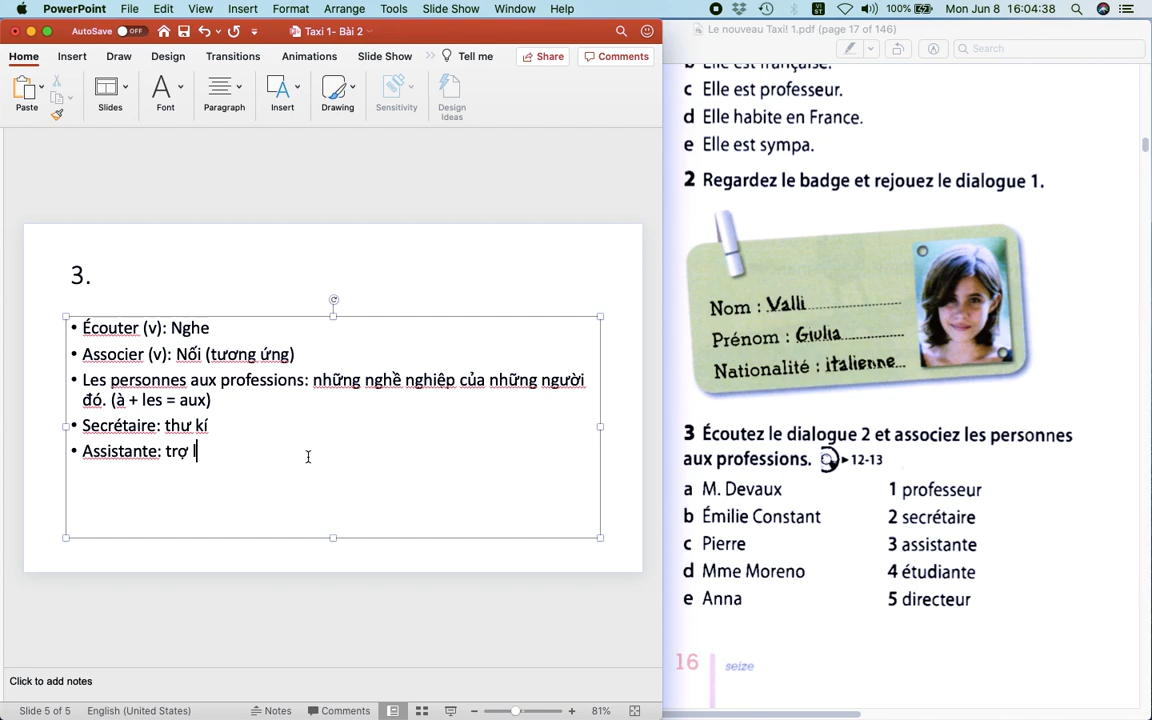 PowerPoint File Edit View Insert Format Arrange Tools Slide Show Window Help 100% Mon Jun 8 16:04:38
AutoSave OFF Taxi 1- Bài 2
Le nouveau Taxi! 1.pdf (page 17 of 146)
Home Insert Draw Design Transitions Animations Slide Show Tell me Share Comments
Search
Paste Slides Font Paragraph Insert Drawing Sensitivity Design Ideas
3.
• Écouter (v): Nghe
• Associer (v): Nối (tương ứng)
• Les personnes aux professions: những nghề nghiệp của những người
đó. (à + les = aux)
• Secrétaire: thư kí
• Assistante: trợ l
Click to add notes
Slide 5 of 5 English (United States) Notes Comments 81%
b Elle est française.
c Elle est professeur.
d Elle habite en France.
e Elle est sympa.
2 Regardez le badge et rejouez le dialogue 1.
Nom : Valli
Prénom : Giulia
Nationalité : italienne
3 Écoutez le dialogue 2 et associez les personnes
aux professions. 12-13
a M. Devaux 1 professeur
b Émilie Constant 2 secrétaire
c Pierre 3 assistante
d Mme Moreno 4 étudiante
e Anna 5 directeur
16 seize